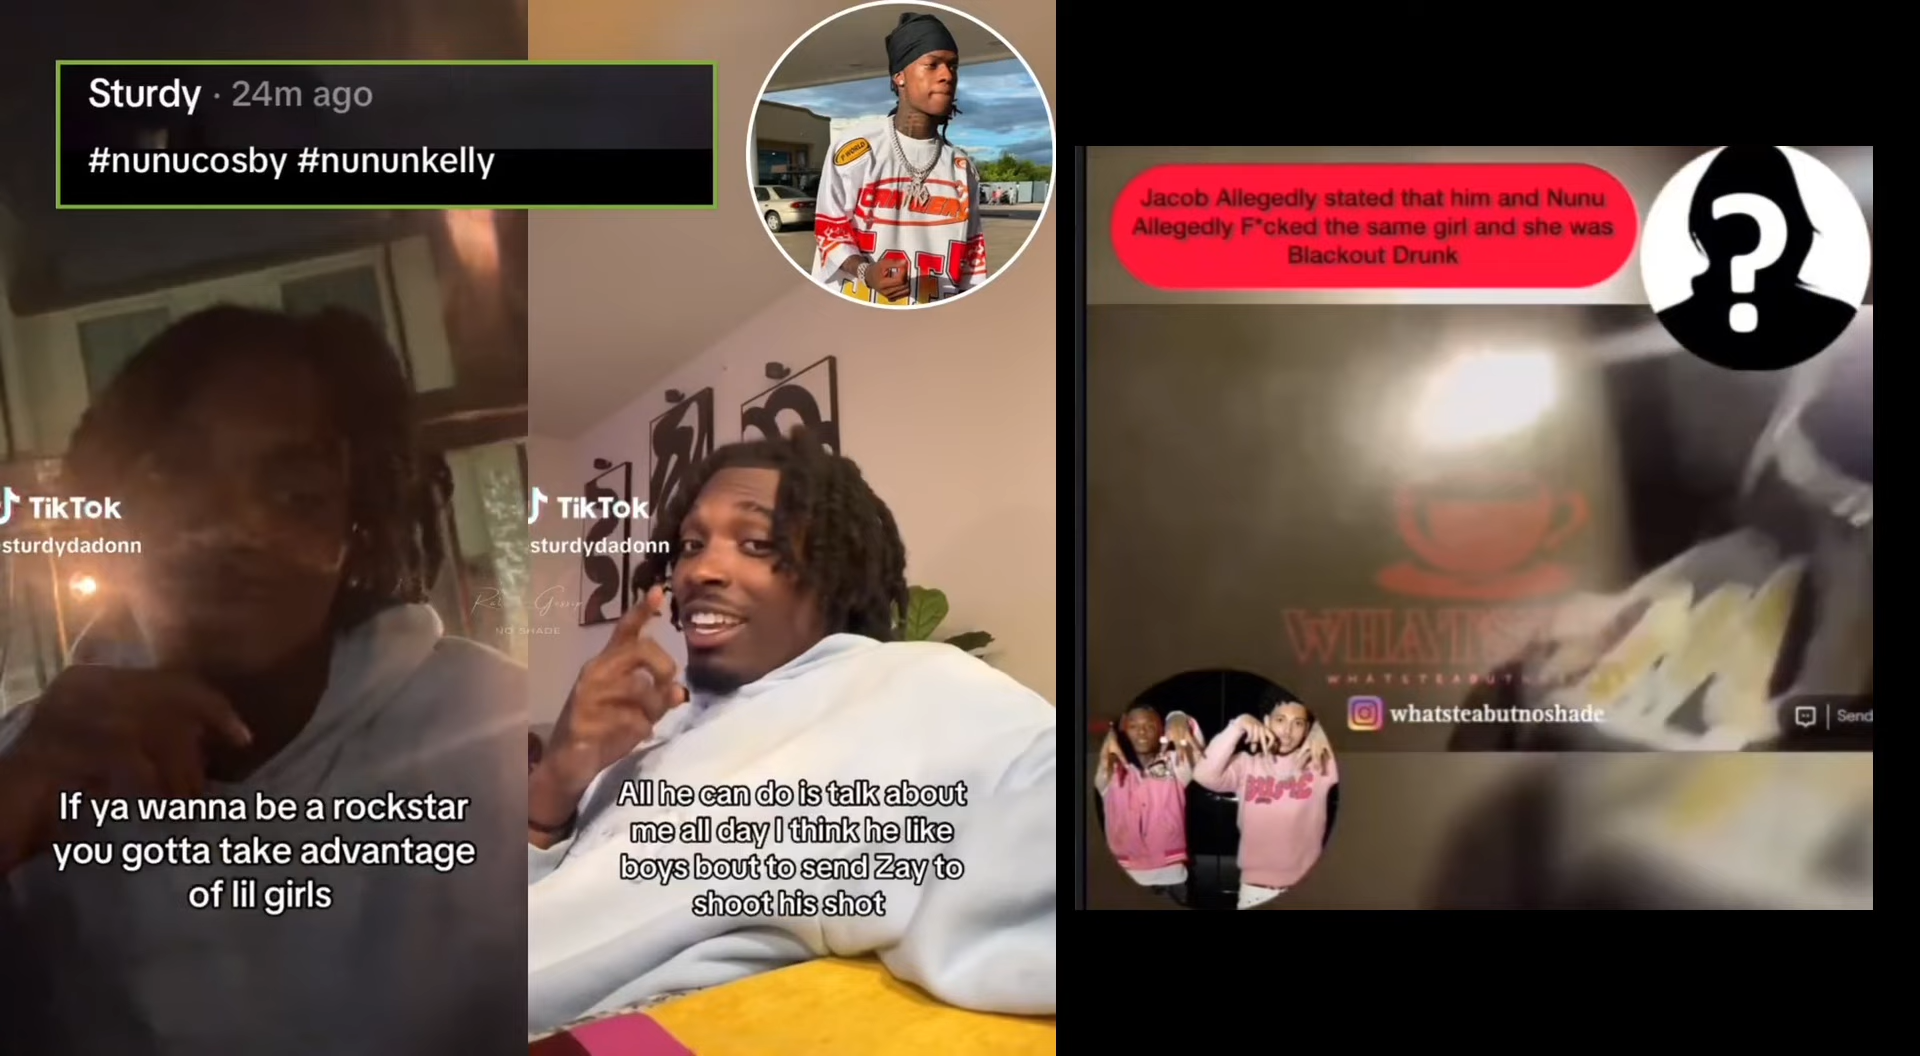 Sturdy · 24m ago
#nunucosby #nununkelly
TikTok
sturdydadonn
If ya wanna be a rockstar
you gotta take advantage
of lil girls
TikTok
sturdydadonn
NO SHADE
All he can do is talk about
me all day I think he like
boys bout to send Zay to
shoot his shot
Jacob Allegedly stated that him and Nunu
Allegedly F*cked the same girl and she was
Blackout Drunk
?
WHATS
whatsteabutnoshade
Send